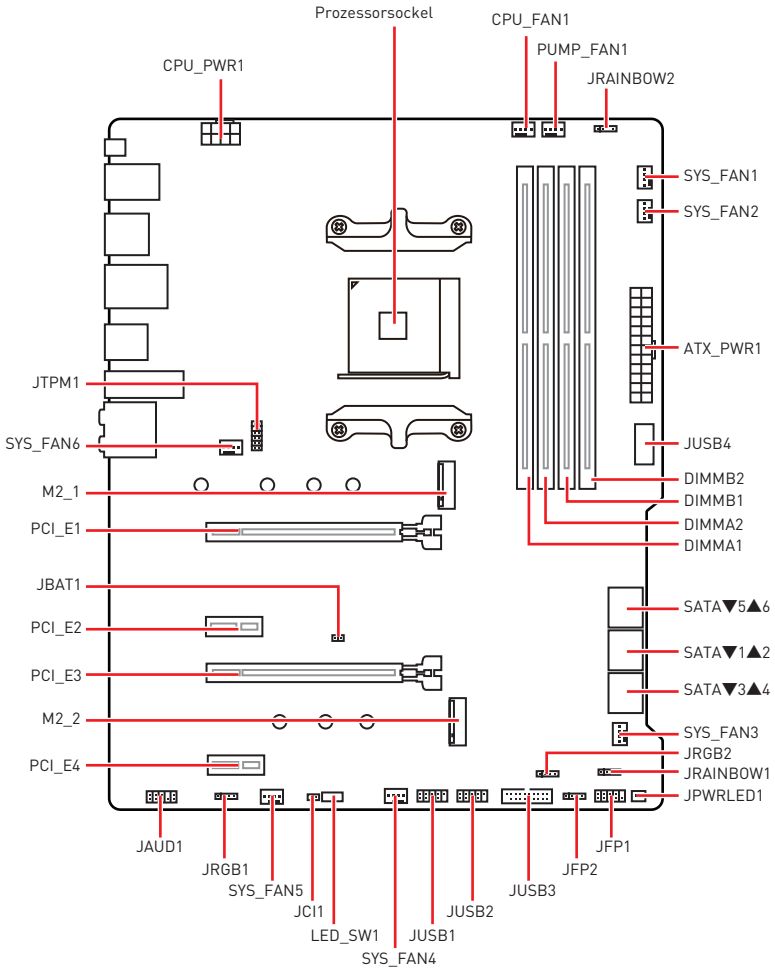 Prozessorsockel
CPU_FAN1
PUMP_FAN1
CPU_PWR1
JRAINBOW2
SYS_FAN1
SYS_FAN2
ATX_PWR1
JTPM1
SYS_FAN6
JUSB4
M2_1
DIMMB2
DIMMB1
PCI_E1
DIMMA2
DIMMA1
JBAT1
SATA▼5▲6
PCI_E2
SATA▼1▲2
PCI_E3
SATA▼3▲4
M2_2
SYS_FAN3
JRGB2
PCI_E4
JRAINBOW1
JPWRLED1
JAUD1
JRGB1
SYS_FAN5
JCI1
LED_SW1
SYS_FAN4
JUSB1
JUSB2
JUSB3
JFP2
JFP1